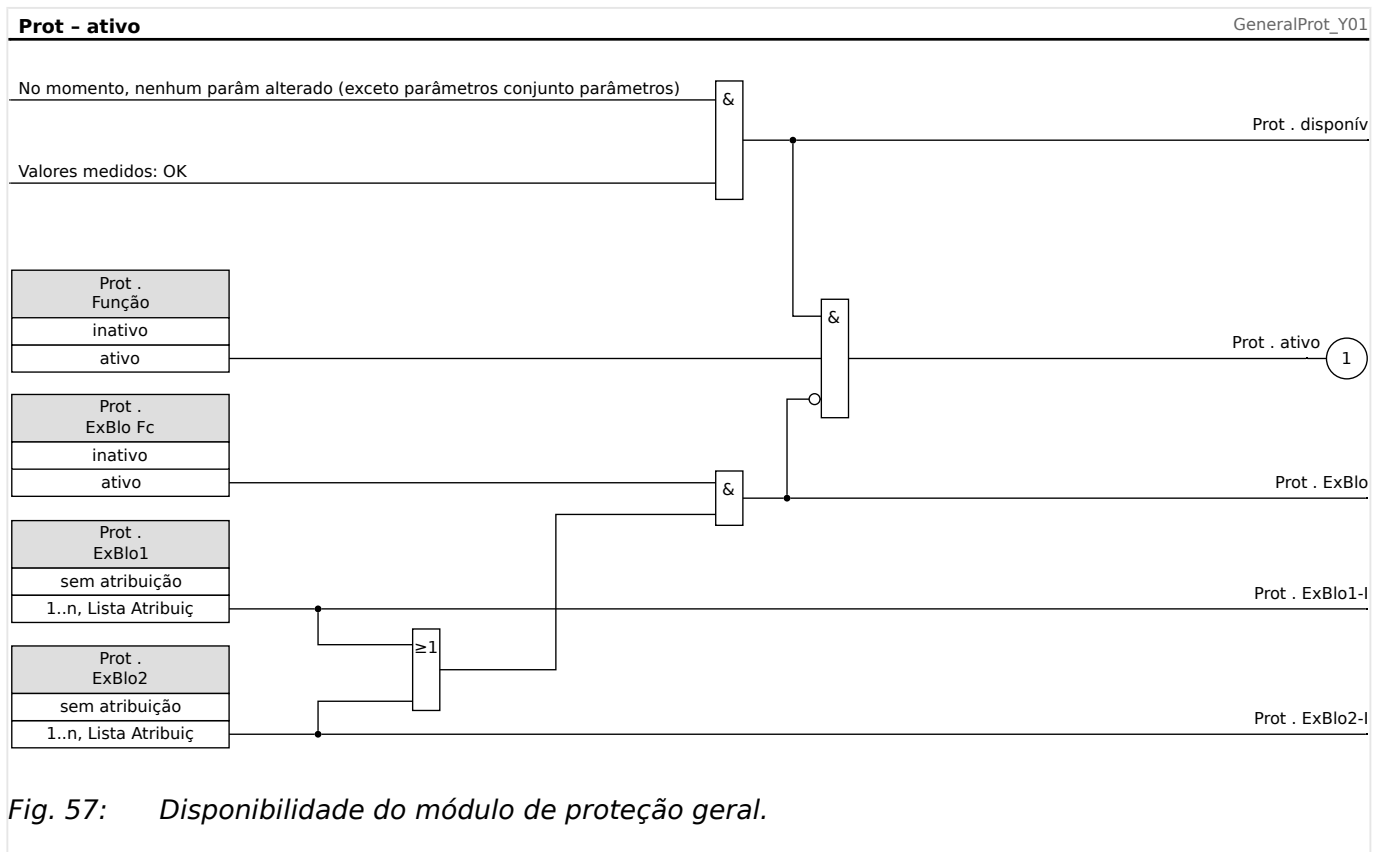 Prot – ativo
GeneralProt_Y01
No momento, nenhum parâm alterado (exceto parâmetros conjunto parâmetros)
&
Prot . disponív
Valores medidos: OK
Prot .
Função
inativo
ativo
&
Prot . ativo
1
Prot .
ExBlo Fc
inativo
ativo
&
Prot . ExBlo
Prot .
ExBlo1
sem atribuição
1..n, Lista Atribuiç
Prot . ExBlo1-I
≥1
Prot .
ExBlo2
sem atribuição
1..n, Lista Atribuiç
Prot . ExBlo2-I
Fig. 57: Disponibilidade do módulo de proteção geral.